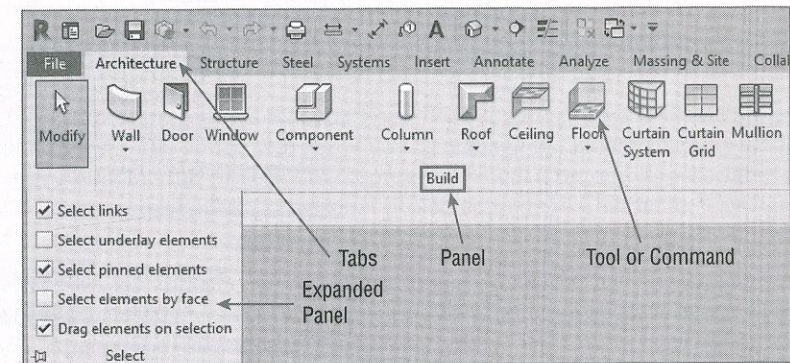 R A
File Architecture Structure Steel Systems Insert Annotate Analyze Massing & Site Collal
Modify Wall Door Window Component Column Roof Ceiling Floor Curtain System Curtain Grid Mullion
Build
Select links
Select underlay elements
Select pinned elements
Select elements by face
Drag elements on selection
Select
Tabs Panel Tool or Command
Expanded
Panel